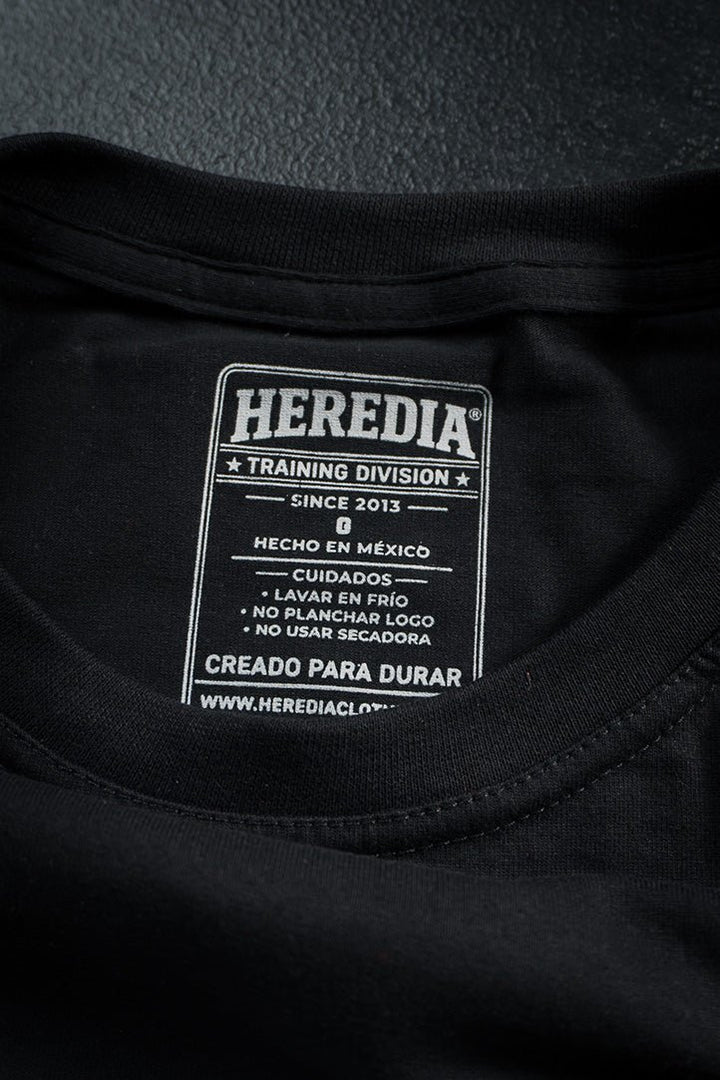 HEREDIA®
★ TRAINING DIVISION ★
SINCE 2013
HECHO EN MÉXICO
CUIDADOS
• LAVAR EN FRÍO
• NO PLANCHAR LOGO
• NO USAR SECADORA
CREADO PARA DURAR